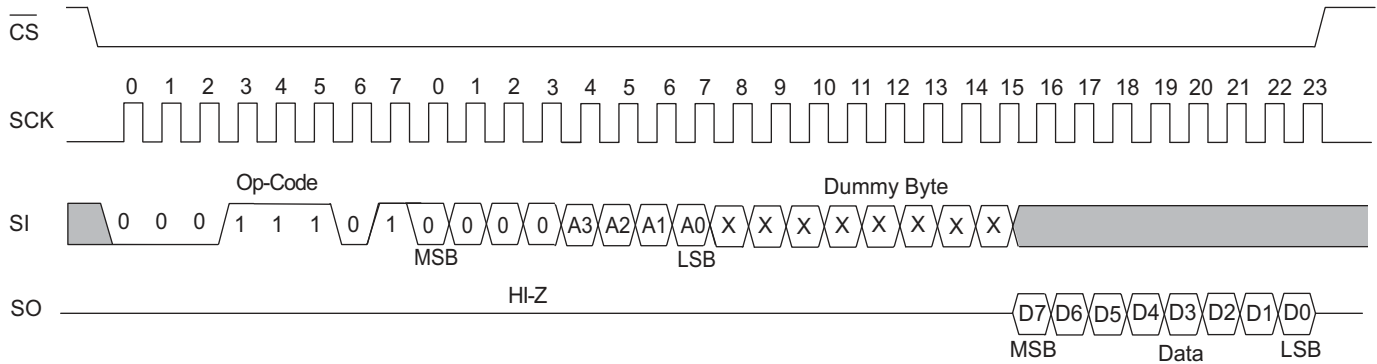 CS
0 1 2 3 4 5 6 7 0 1 2 3 4 5 6 7 8 9 10 11 12 13 14 15 16 17 18 19 20 21 22 23
SCK
Op-Code Dummy Byte
SI 0 0 0 1 1 1 0 1 0 0 0 0 A3 A2 A1 A0 X X X X X X X X
MSB LSB
HI-Z
SO D7 D6 D5 D4 D3 D2 D1 D0
MSB Data LSB